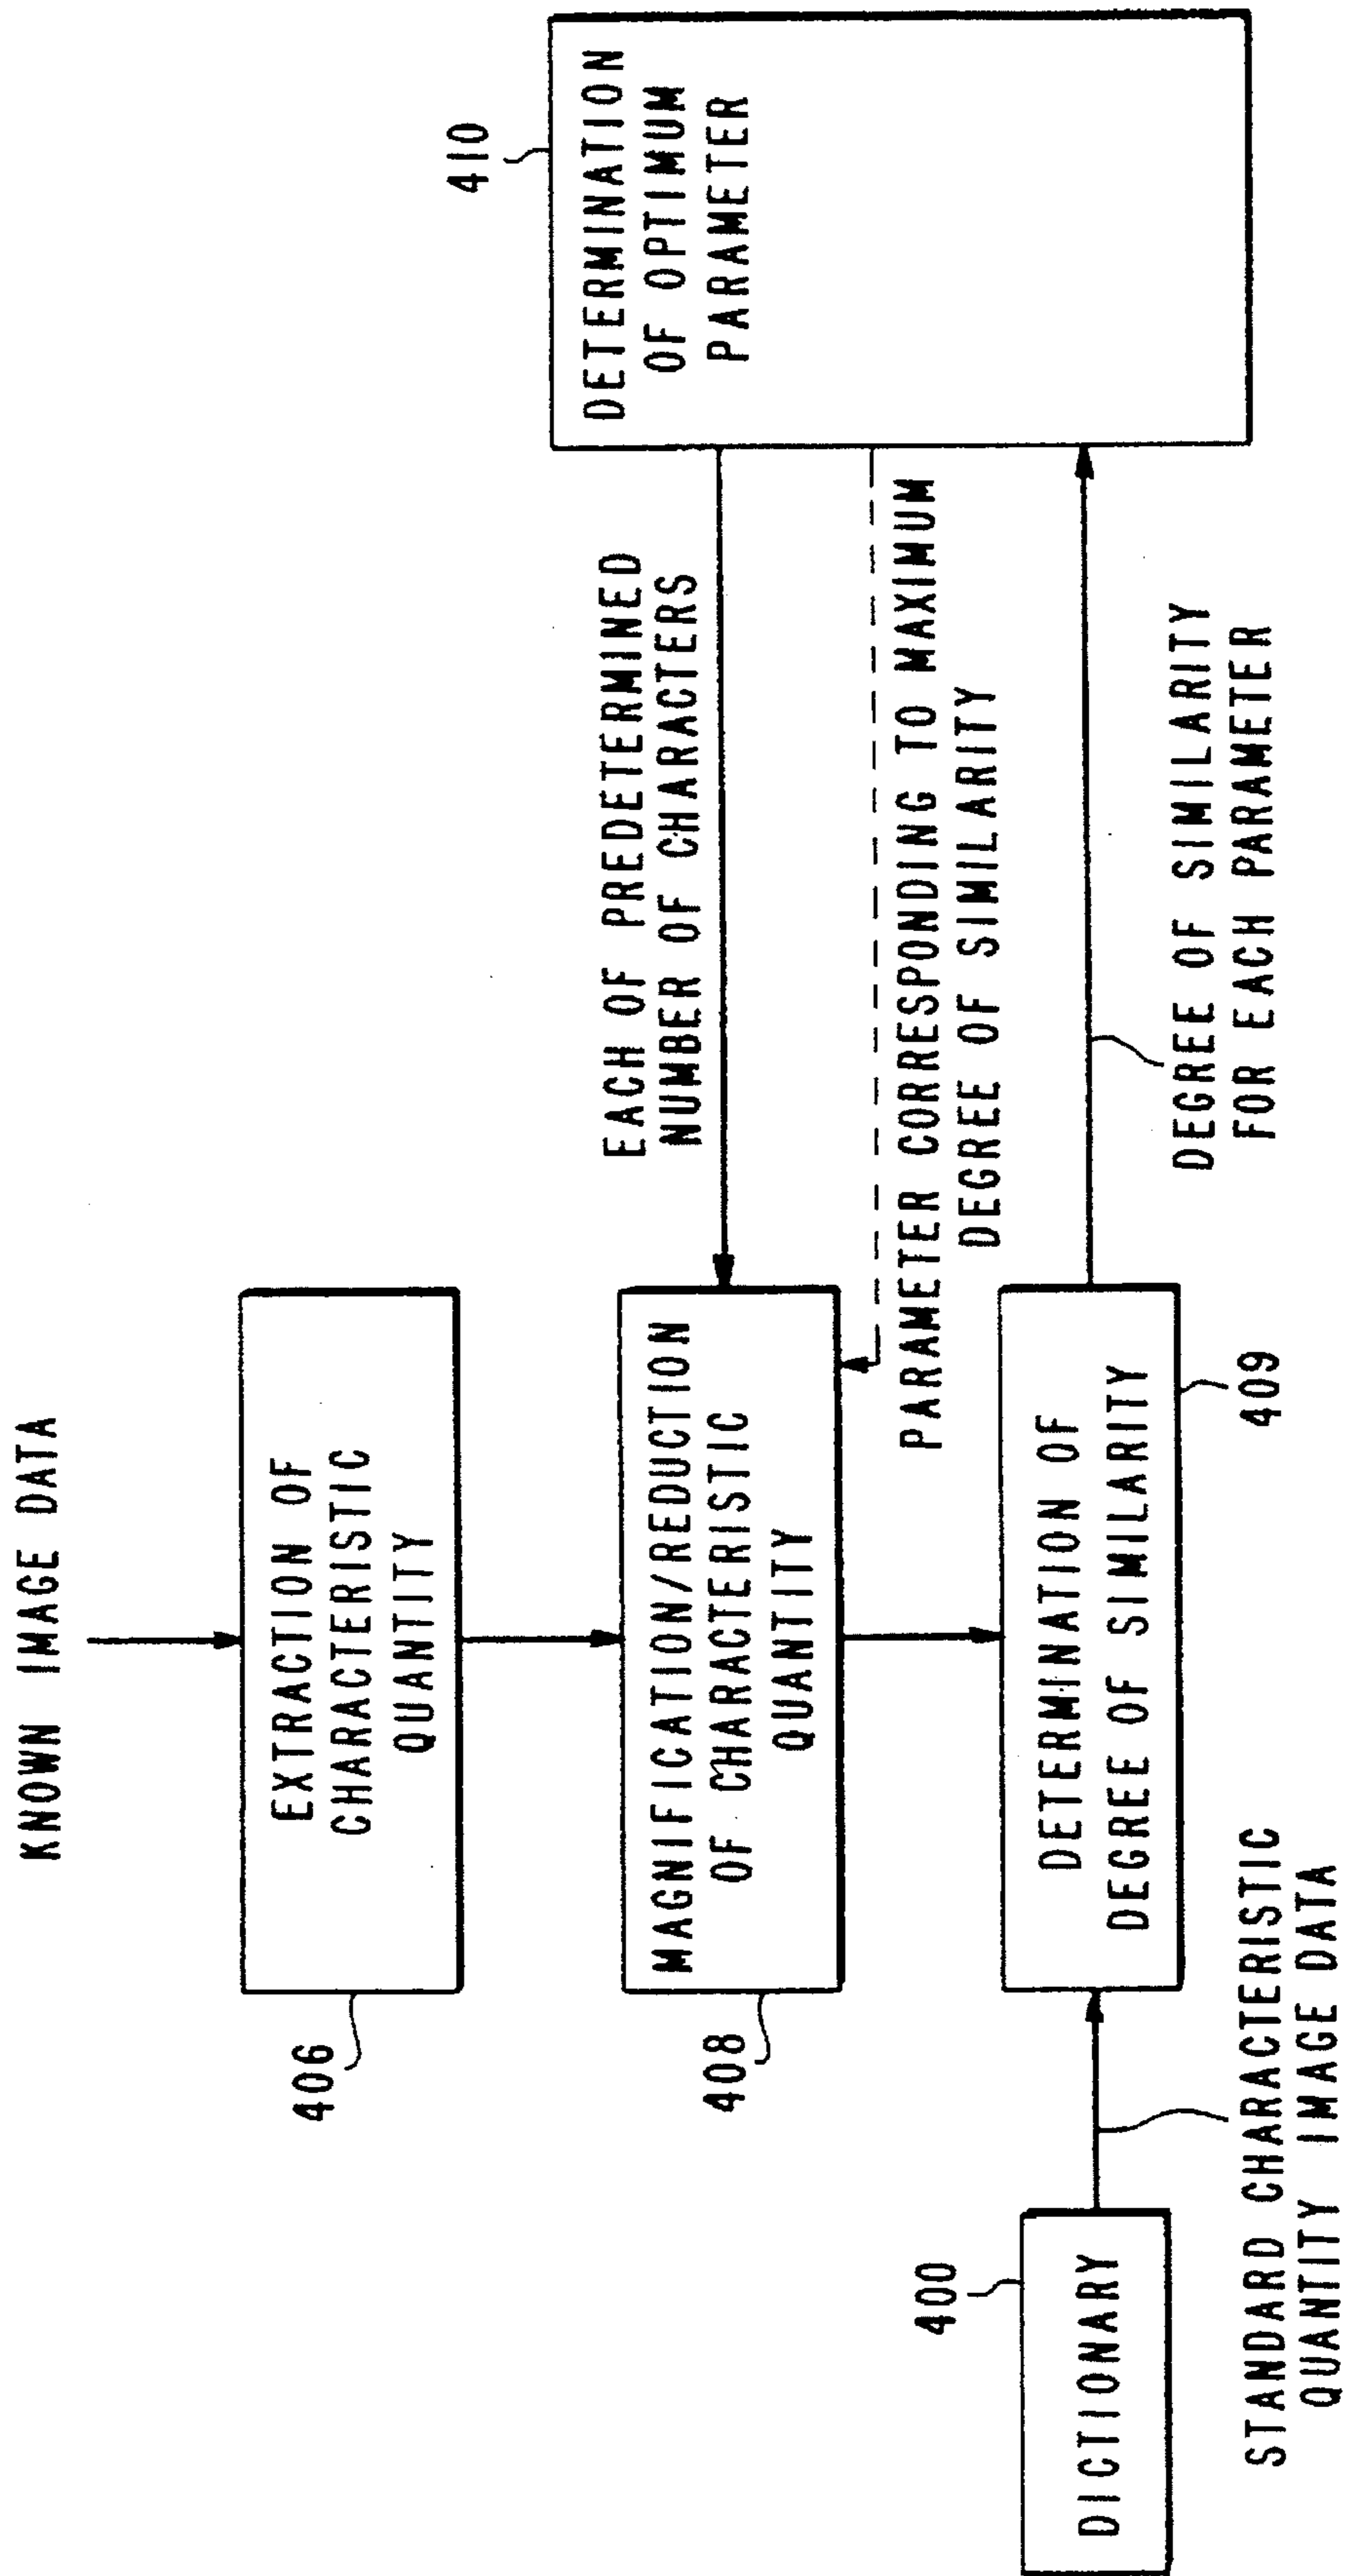 KNOWN IMAGE DATA
406
EXTRACTION OF
CHARACTERISTIC
QUANTITY
408
MAGNIFICATION/REDUCTION
OF CHARACTERISTIC
QUANTITY
EACH OF PREDETERMINED
NUMBER OF CHARACTERS
410
DETERMINATION
OF OPTIMUM
PARAMETER
PARAMETER CORRESPONDING TO MAXIMUM
DEGREE OF SIMILARITY
400
DICTIONARY
STANDARD CHARACTERISTIC
QUANTITY IMAGE DATA
DETERMINATION OF
DEGREE OF SIMILARITY
409
DEGREE OF SIMILARITY
FOR EACH PARAMETER